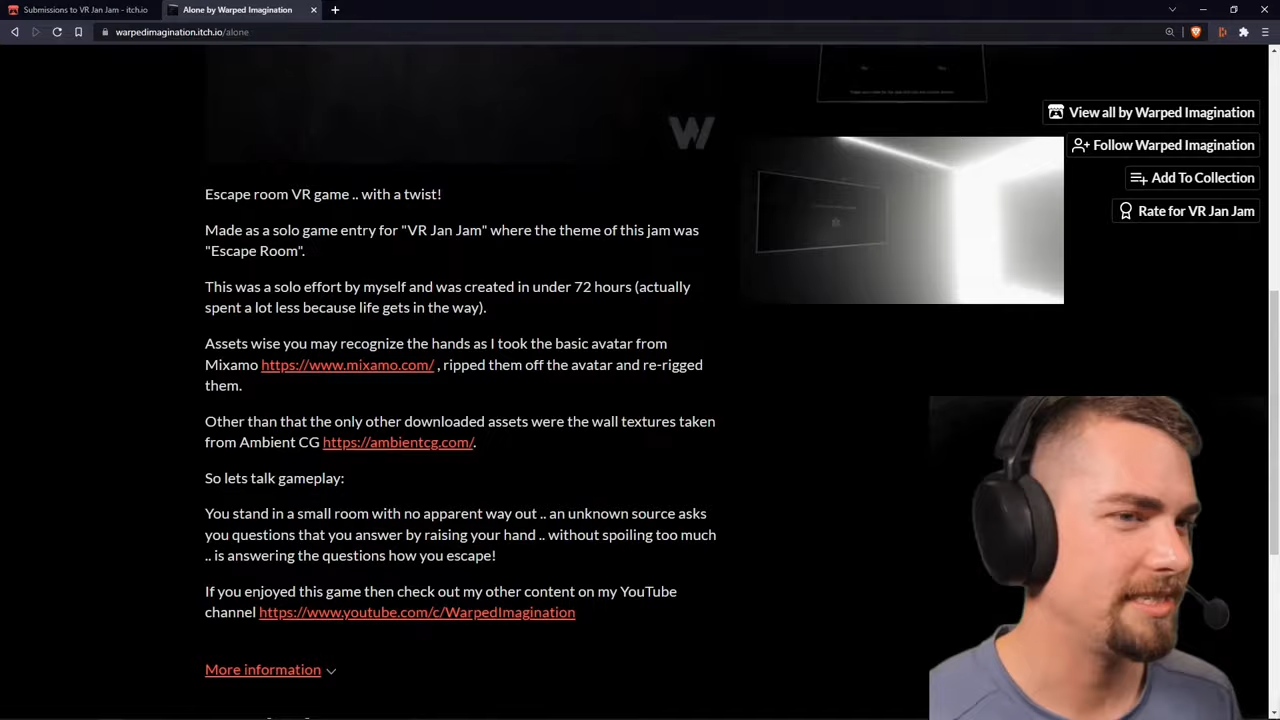 Submissions to VR Jan Jam - itch.io
Alone by Warped Imagination
warpedimagination.itch.io/alone
View all by Warped Imagination
Follow Warped Imagination
Add To Collection
Rate for VR Jan Jam
W
Escape room VR game .. with a twist!
Made as a solo game entry for "VR Jan Jam" where the theme of this jam was
"Escape Room".
This was a solo effort by myself and was created in under 72 hours (actually
spent a lot less because life gets in the way).
Assets wise you may recognize the hands as I took the basic avatar from
Mixamo https://www.mixamo.com/ , ripped them off the avatar and re-rigged
them.
Other than that the only other downloaded assets were the wall textures taken
from Ambient CG https://ambientcg.com/.
So lets talk gameplay:
You stand in a small room with no apparent way out .. an unknown source asks
you questions that you answer by raising your hand .. without spoiling too much
.. is answering the questions how you escape!
If you enjoyed this game then check out my other content on my YouTube
channel https://www.youtube.com/c/WarpedImagination
More information